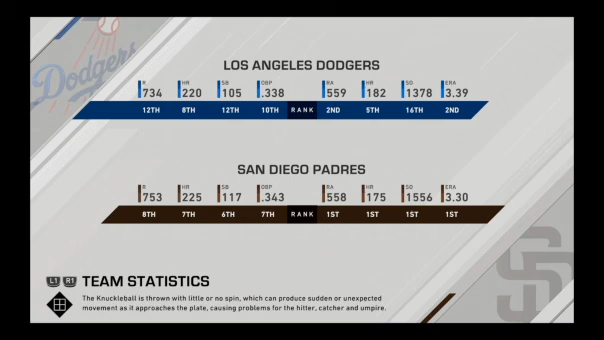 Dodgers
LOS ANGELES DODGERS
R HR SB OBP RA HR SO ERA
734 220 105 .338 559 182 1378 3.39
12TH 8TH 12TH 10TH RANK 2ND 5TH 16TH 2ND
SAN DIEGO PADRES
R HR SB OBP RA HR SO ERA
753 225 117 .343 558 175 1556 3.30
8TH 7TH 6TH 7TH RANK 1ST 1ST 1ST 1ST
SD
L1 R1 TEAM STATISTICS
The Knuckleball is thrown with little or no spin, which can produce sudden or unexpected
movement as it approaches the plate, causing problems for the hitter, catcher and umpire.